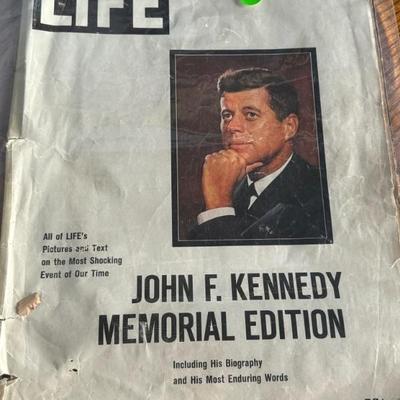 LIFE
All of LIFE's
Pictures and Text
on the Most Shocking
Event of Our Time
JOHN F. KENNEDY
MEMORIAL EDITION
Including His Biography
and His Most Enduring Words